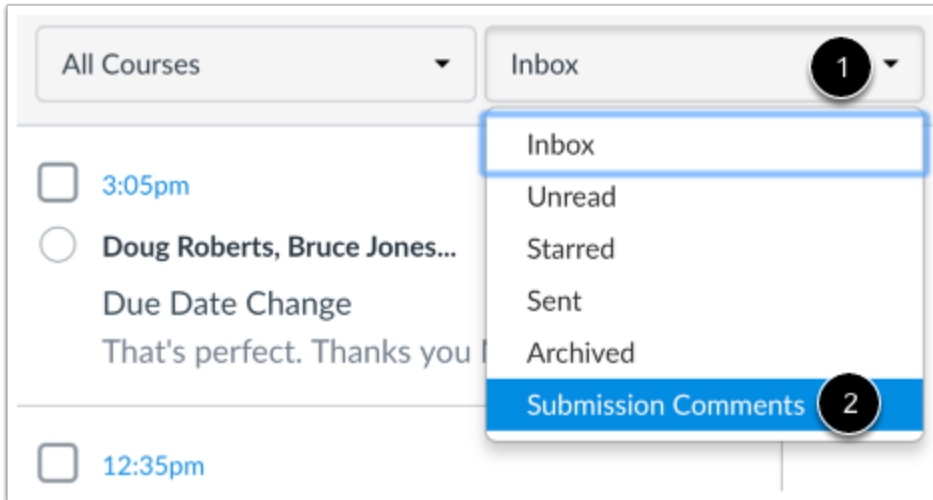 All Courses
Inbox
1
Inbox
3:05pm
Unread
Doug Roberts, Bruce Jones...
Starred
Due Date Change
Sent
That's perfect. Thanks you
Archived
Submission Comments
2
12:35pm